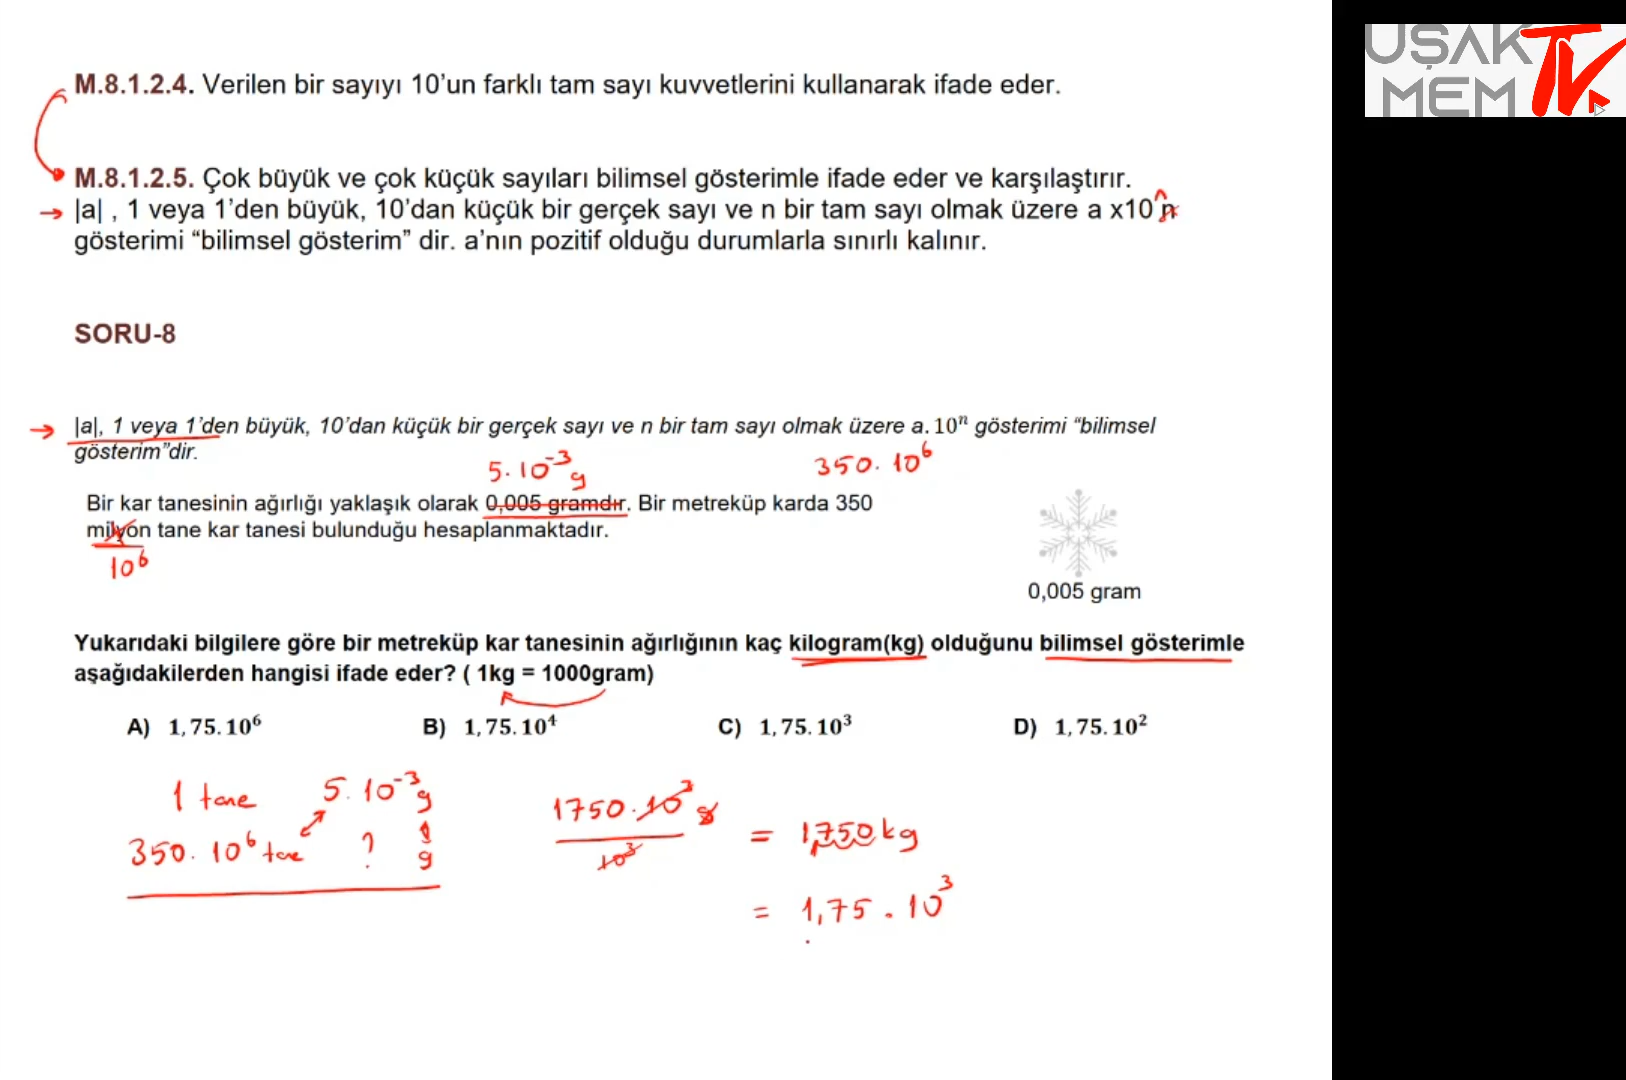 UŞAK
MEM TV
M.8.1.2.4. Verilen bir sayıyı 10’un farklı tam sayı kuvvetlerini kullanarak ifade eder.
M.8.1.2.5. Çok büyük ve çok küçük sayıları bilimsel gösterimle ifade eder ve karşılaştırır.
|a| , 1 veya 1’den büyük, 10’dan küçük bir gerçek sayı ve n bir tam sayı olmak üzere a x10 n
gösterimi “bilimsel gösterim” dir. a’nın pozitif olduğu durumlarla sınırlı kalınır.
SORU-8
|a|, 1 veya 1’den büyük, 10’dan küçük bir gerçek sayı ve n bir tam sayı olmak üzere a. 10ⁿ gösterimi “bilimsel
gösterim”dir.
5. 10⁻³ g
350. 10⁶
Bir kar tanesinin ağırlığı yaklaşık olarak 0,005 gramdır. Bir metreküp karda 350
milyon tane kar tanesi bulunduğu hesaplanmaktadır.
10⁶
0,005 gram
Yukarıdaki bilgilere göre bir metreküp kar tanesinin ağırlığının kaç kilogram(kg) olduğunu bilimsel gösterimle
aşağıdakilerden hangisi ifade eder? ( 1kg = 1000gram)
A) 1, 75. 10⁶ B) 1, 75. 10⁴ C) 1, 75. 10³ D) 1, 75. 10²
1 tane 5. 10⁻³ g
350. 10⁶ tane ? g
1750. 10³ g
10³
= 1,750 kg
= 1,75 . 10³